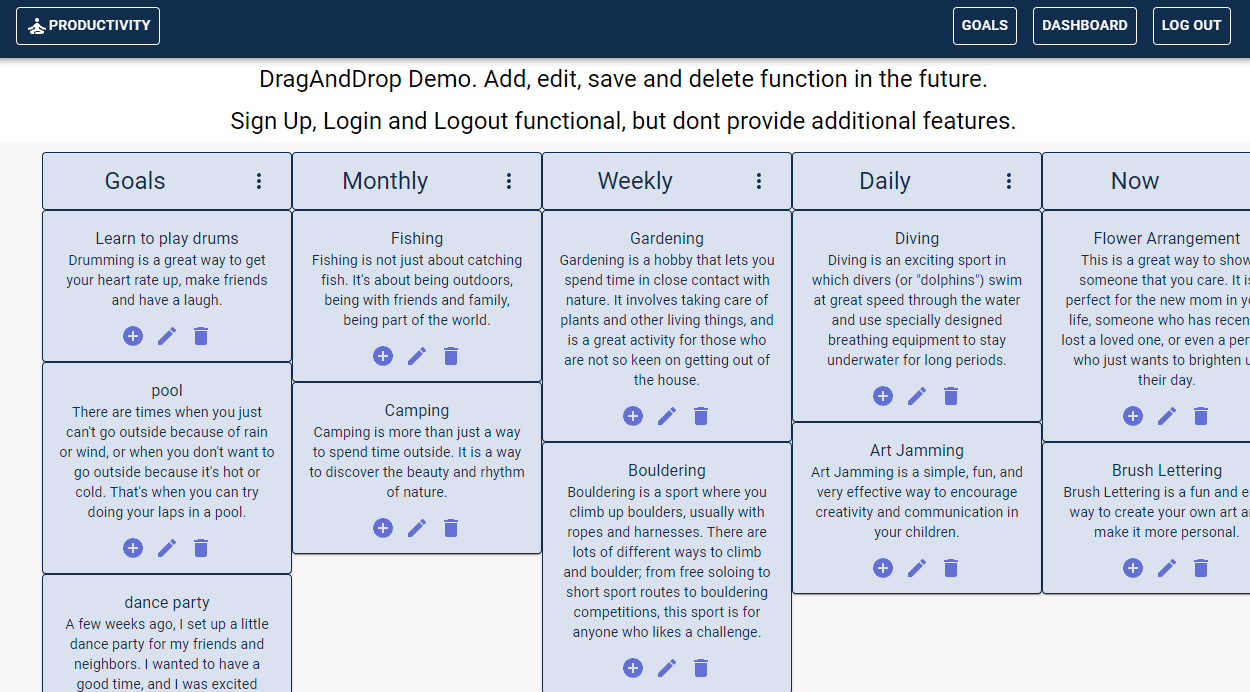 PRODUCTIVITY
GOALS
DASHBOARD
LOG OUT
DragAndDrop Demo. Add, edit, save and delete function in the future.
Sign Up, Login and Logout functional, but dont provide additional features.
Goals
Learn to play drums
Drumming is a great way to get
your heart rate up, make friends
and have a laugh.
pool
There are times when you just
can't go outside because of rain
or wind, or when you don't want to
go outside because it's hot or
cold. That's when you can try
doing your laps in a pool.
dance party
A few weeks ago, I set up a little
dance party for my friends and
neighbors. I wanted to have a
good time, and I was excited
Monthly
Fishing
Fishing is not just about catching
fish. It's about being outdoors,
being with friends and family,
being part of the world.
Camping
Camping is more than just a way
to spend time outside. It is a way
to discover the beauty and rhythm
of nature.
Weekly
Gardening
Gardening is a hobby that lets you
spend time in close contact with
nature. It involves taking care of
plants and other living things, and
is a great activity for those who
are not so keen on getting out of
the house.
Bouldering
Bouldering is a sport where you
climb up boulders, usually with
ropes and harnesses. There are
lots of different ways to climb
and boulder; from free soloing to
short sport routes to bouldering
competitions, this sport is for
anyone who likes a challenge.
Daily
Diving
Diving is an exciting sport in
which divers (or "dolphins") swim
at great speed through the water
and use specially designed
breathing equipment to stay
underwater for long periods.
Art Jamming
Art Jamming is a simple, fun, and
very effective way to encourage
creativity and communication in
your children.
Now
Flower Arrangement
This is a great way to show
someone that you care. It is
perfect for the new mom in
life, someone who has
lost a loved one, or even a
who just wants to brighten
their day.
Brush Lettering
Brush Lettering is a fun and
way to create your own art
make it more personal.